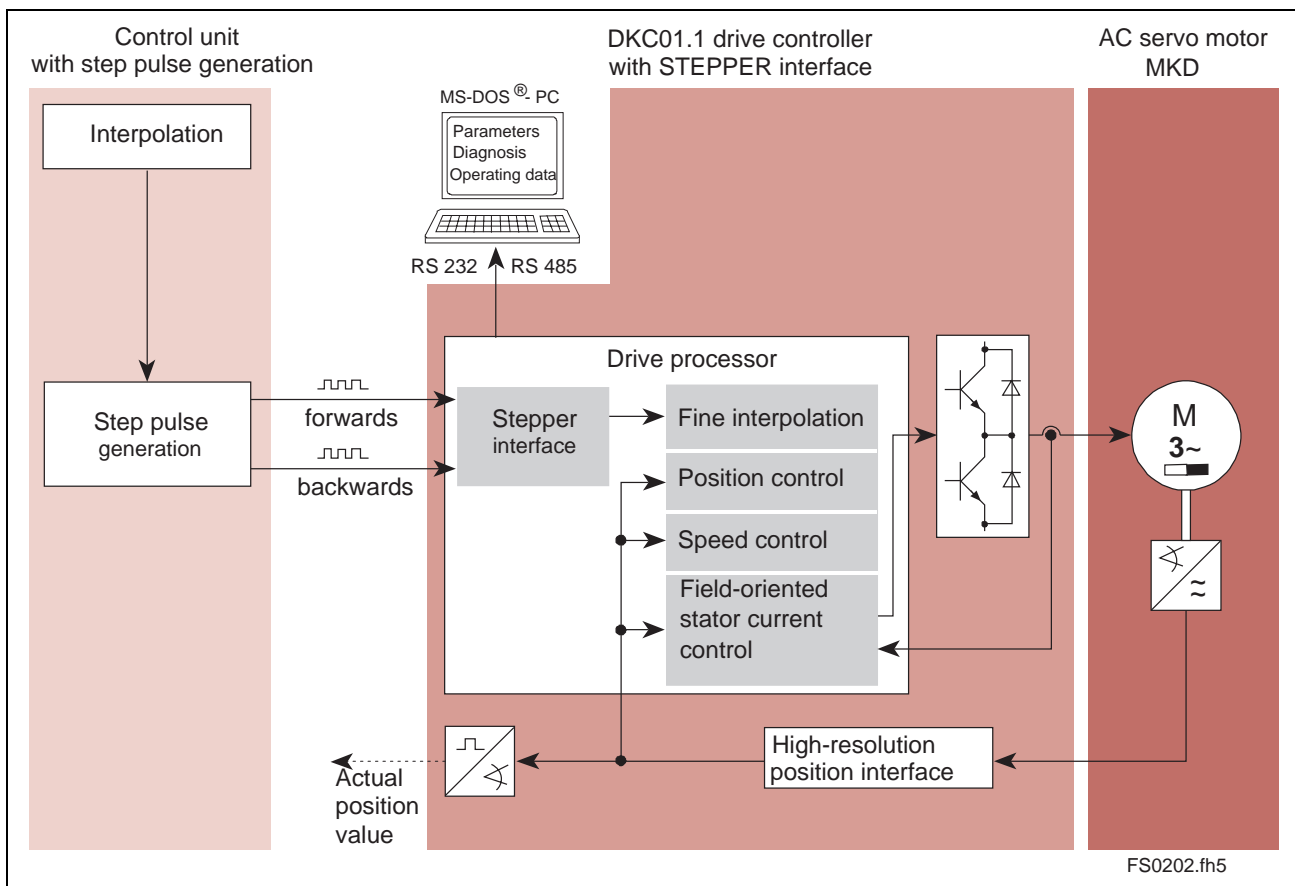 Control unit
with step pulse generation
DKC01.1 drive controller
with STEPPER interface
AC servo motor
MKD
MS-DOS ®- PC
Interpolation
Parameters
Diagnosis
Operating data
RS 232
RS 485
Drive processor
Step pulse
generation
forwards
backwards
Stepper
interface
Fine interpolation
Position control
Speed control
Field-oriented
stator current
control
M
3~
High-resolution
position interface
Actual
position
value
FS0202.fh5